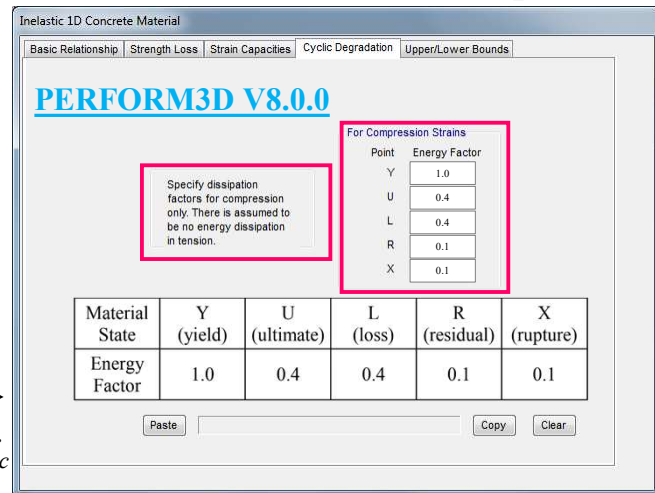 Inelastic 1D Concrete Material
Basic Relationship Strength Loss Strain Capacities Cyclic Degradation Upper/Lower Bounds
PERFORM3D V8.0.0
For Compression Strains
Point Energy Factor
Y 1.0
U 0.4
L 0.4
R 0.1
X 0.1
Specify dissipation
factors for compression
only. There is assumed to
be no energy dissipation
in tension.
Material State Y (yield) U (ultimate) L (loss) R (residual) X (rupture)
Energy Factor 1.0 0.4 0.4 0.1 0.1
Paste Copy Clear
c